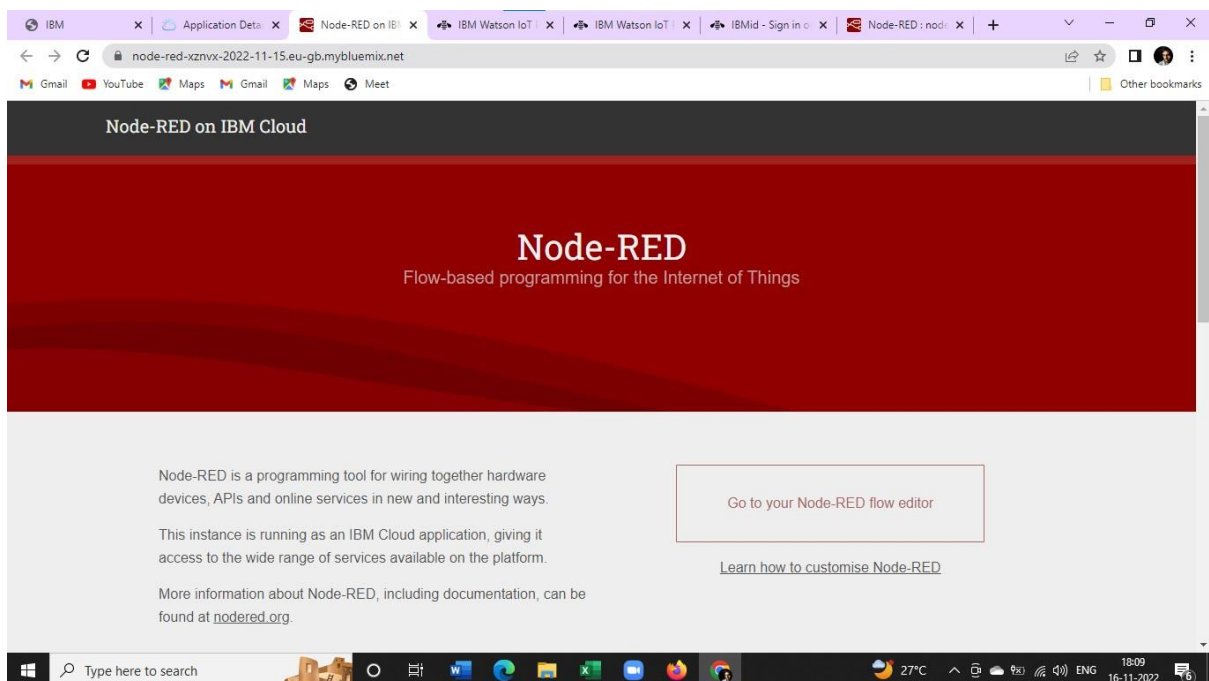 IBM
Application Deta
Node-RED on IB
IBM Watson IoT
IBM Watson IoT
IBMid - Sign in o
Node-RED : node
node-red-xznvx-2022-11-15.eu-gb.mybluemix.net
Gmail
YouTube
Maps
Gmail
Maps
Meet
Other bookmarks
Node-RED on IBM Cloud
Node-RED
Flow-based programming for the Internet of Things
Node-RED is a programming tool for wiring together hardware
devices, APIs and online services in new and interesting ways.
This instance is running as an IBM Cloud application, giving it
access to the wide range of services available on the platform.
More information about Node-RED, including documentation, can be
found at nodered.org.
Go to your Node-RED flow editor
Learn how to customise Node-RED
Type here to search
27°C
ENG
18:09
16-11-2022